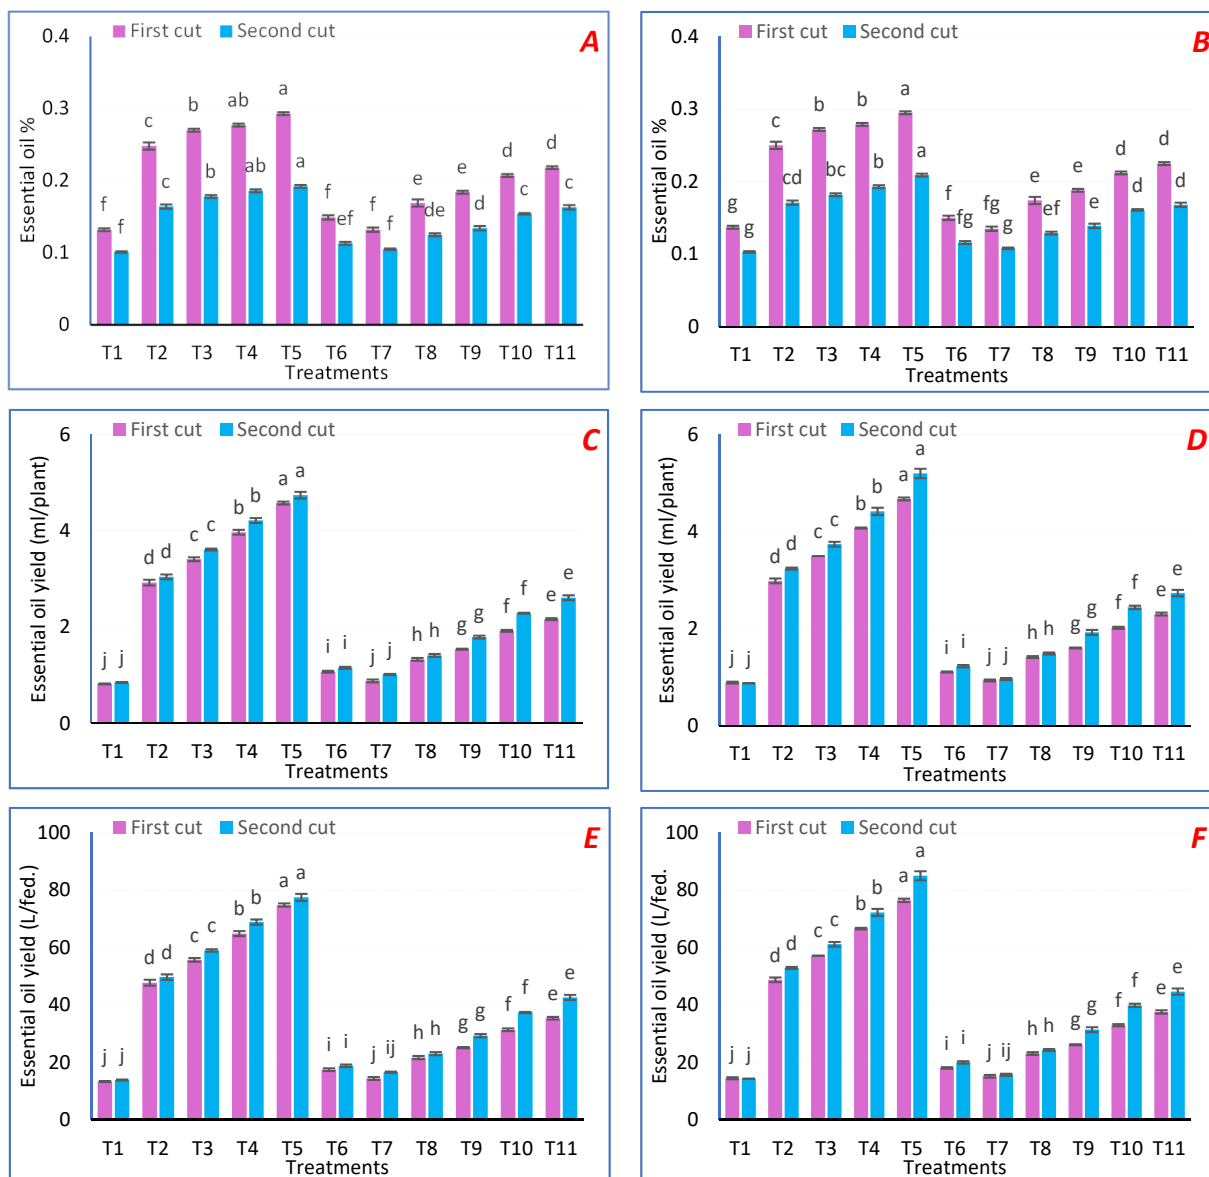 First cut Second cut
A
0.4
0.3
0.2
0.1
0
Essential oil %
f f c c b b ab ab a a f ef f f e de e d d c d c
T1 T2 T3 T4 T5 T6 T7 T8 T9 T10 T11
Treatments
First cut Second cut
B
0.4
0.3
0.2
0.1
0
Essential oil %
g g c cd b bc b b a a f fg fg g e ef e e d d d d
T1 T2 T3 T4 T5 T6 T7 T8 T9 T10 T11
Treatments
First cut Second cut
C
6
4
2
0
Essential oil yield (ml/plant)
j j d d c c b b a a i i j j h h g g f f e e
T1 T2 T3 T4 T5 T6 T7 T8 T9 T10 T11
Treatments
First cut Second cut
D
6
4
2
0
Essential oil yield (ml/plant)
j j d d c c b b a a i i j j h h g g f f e e
T1 T2 T3 T4 T5 T6 T7 T8 T9 T10 T11
Treatments
First cut Second cut
E
100
80
60
40
20
0
Essential oil yield (L/fed.)
j j d d c c b b a a i i j ij h h g g f f e e
T1 T2 T3 T4 T5 T6 T7 T8 T9 T10 T11
Treatments
First cut Second cut
F
100
80
60
40
20
0
Essential oil yield (L/fed.
j j d d c c b b a a i i j ij h h g g f f e e
T1 T2 T3 T4 T5 T6 T7 T8 T9 T10 T11
Treatments